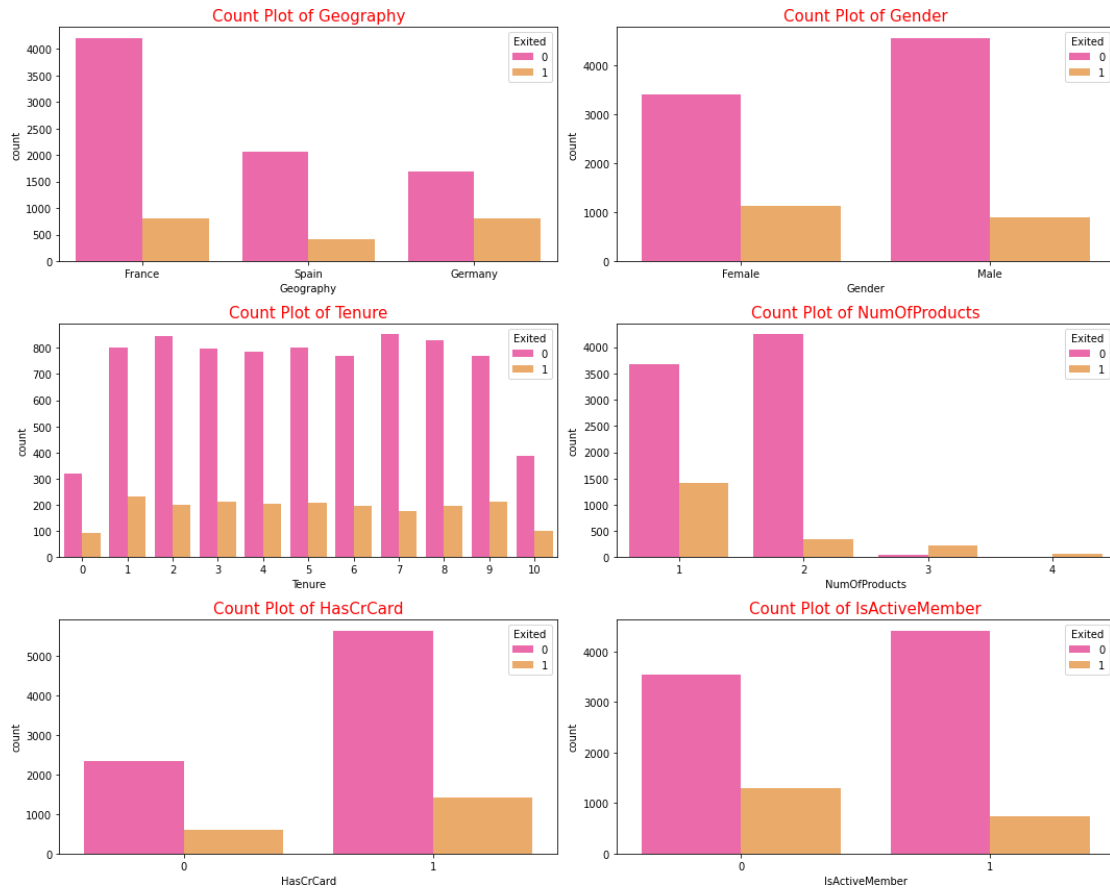 Count Plot of Geography
Exited
0
1
count
4000
3500
3000
2500
2000
1500
1000
500
0
France Spain Germany
Geography
Count Plot of Gender
Exited
0
1
count
4000
3000
2000
1000
0
Female Male
Gender
Count Plot of Tenure
Exited
0
1
count
800
700
600
500
400
300
200
100
0
0 1 2 3 4 5 6 7 8 9 10
Tenure
Count Plot of NumOfProducts
Exited
0
1
count
4000
3500
3000
2500
2000
1500
1000
500
0
1 2 3 4
NumOfProducts
Count Plot of HasCrCard
Exited
0
1
count
5000
4000
3000
2000
1000
0
0 1
HasCrCard
Count Plot of IsActiveMember
Exited
0
1
count
4000
3000
2000
1000
0
0 1
IsActiveMember